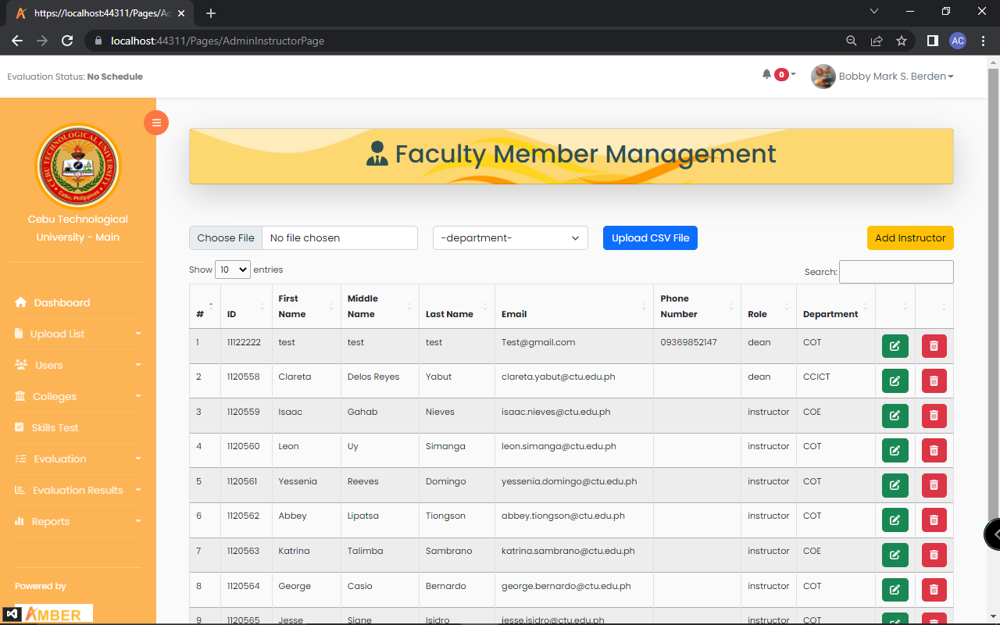 https://localhost:44311/Pages/Ad
localhost:44311/Pages/AdminInstructorPage
AC
Evaluation Status: No Schedule
0
Bobby Mark S. Berden
CEBU TECHNOLOGICAL UNIVERSITY
Cebu, Philippines
Cebu Technological
University - Main
Dashboard
Upload List
Users
Colleges
Skills Test
Evaluation
Evaluation Results
Reports
Powered by
AMBER
Faculty Member Management
Choose File No file chosen -department- Upload CSV File Add Instructor
Show 10 entries Search:
# ID First Name Middle Name Last Name Email Phone Number Role Department
1 11122222 test test test Test@gmail.com 09369852147 dean COT
2 1120558 Clareta Delos Reyes Yabut clareta.yabut@ctu.edu.ph dean CCICT
3 1120559 Isaac Gahab Nieves isaac.nieves@ctu.edu.ph instructor COE
4 1120560 Leon Uy Simanga leon.simanga@ctu.edu.ph instructor COT
5 1120561 Yessenia Reeves Domingo yessenia.domingo@ctu.edu.ph instructor COT
6 1120562 Abbey Lipatsa Tiongson abbey.tiongson@ctu.edu.ph instructor COT
7 1120563 Katrina Talimba Sambrano katrina.sambrano@ctu.edu.ph instructor COE
8 1120564 George Casio Bernardo george.bernardo@ctu.edu.ph instructor COT
9 1120565 Jesse Siane Isidro jesse.isidro@ctu.edu.ph instructor COT